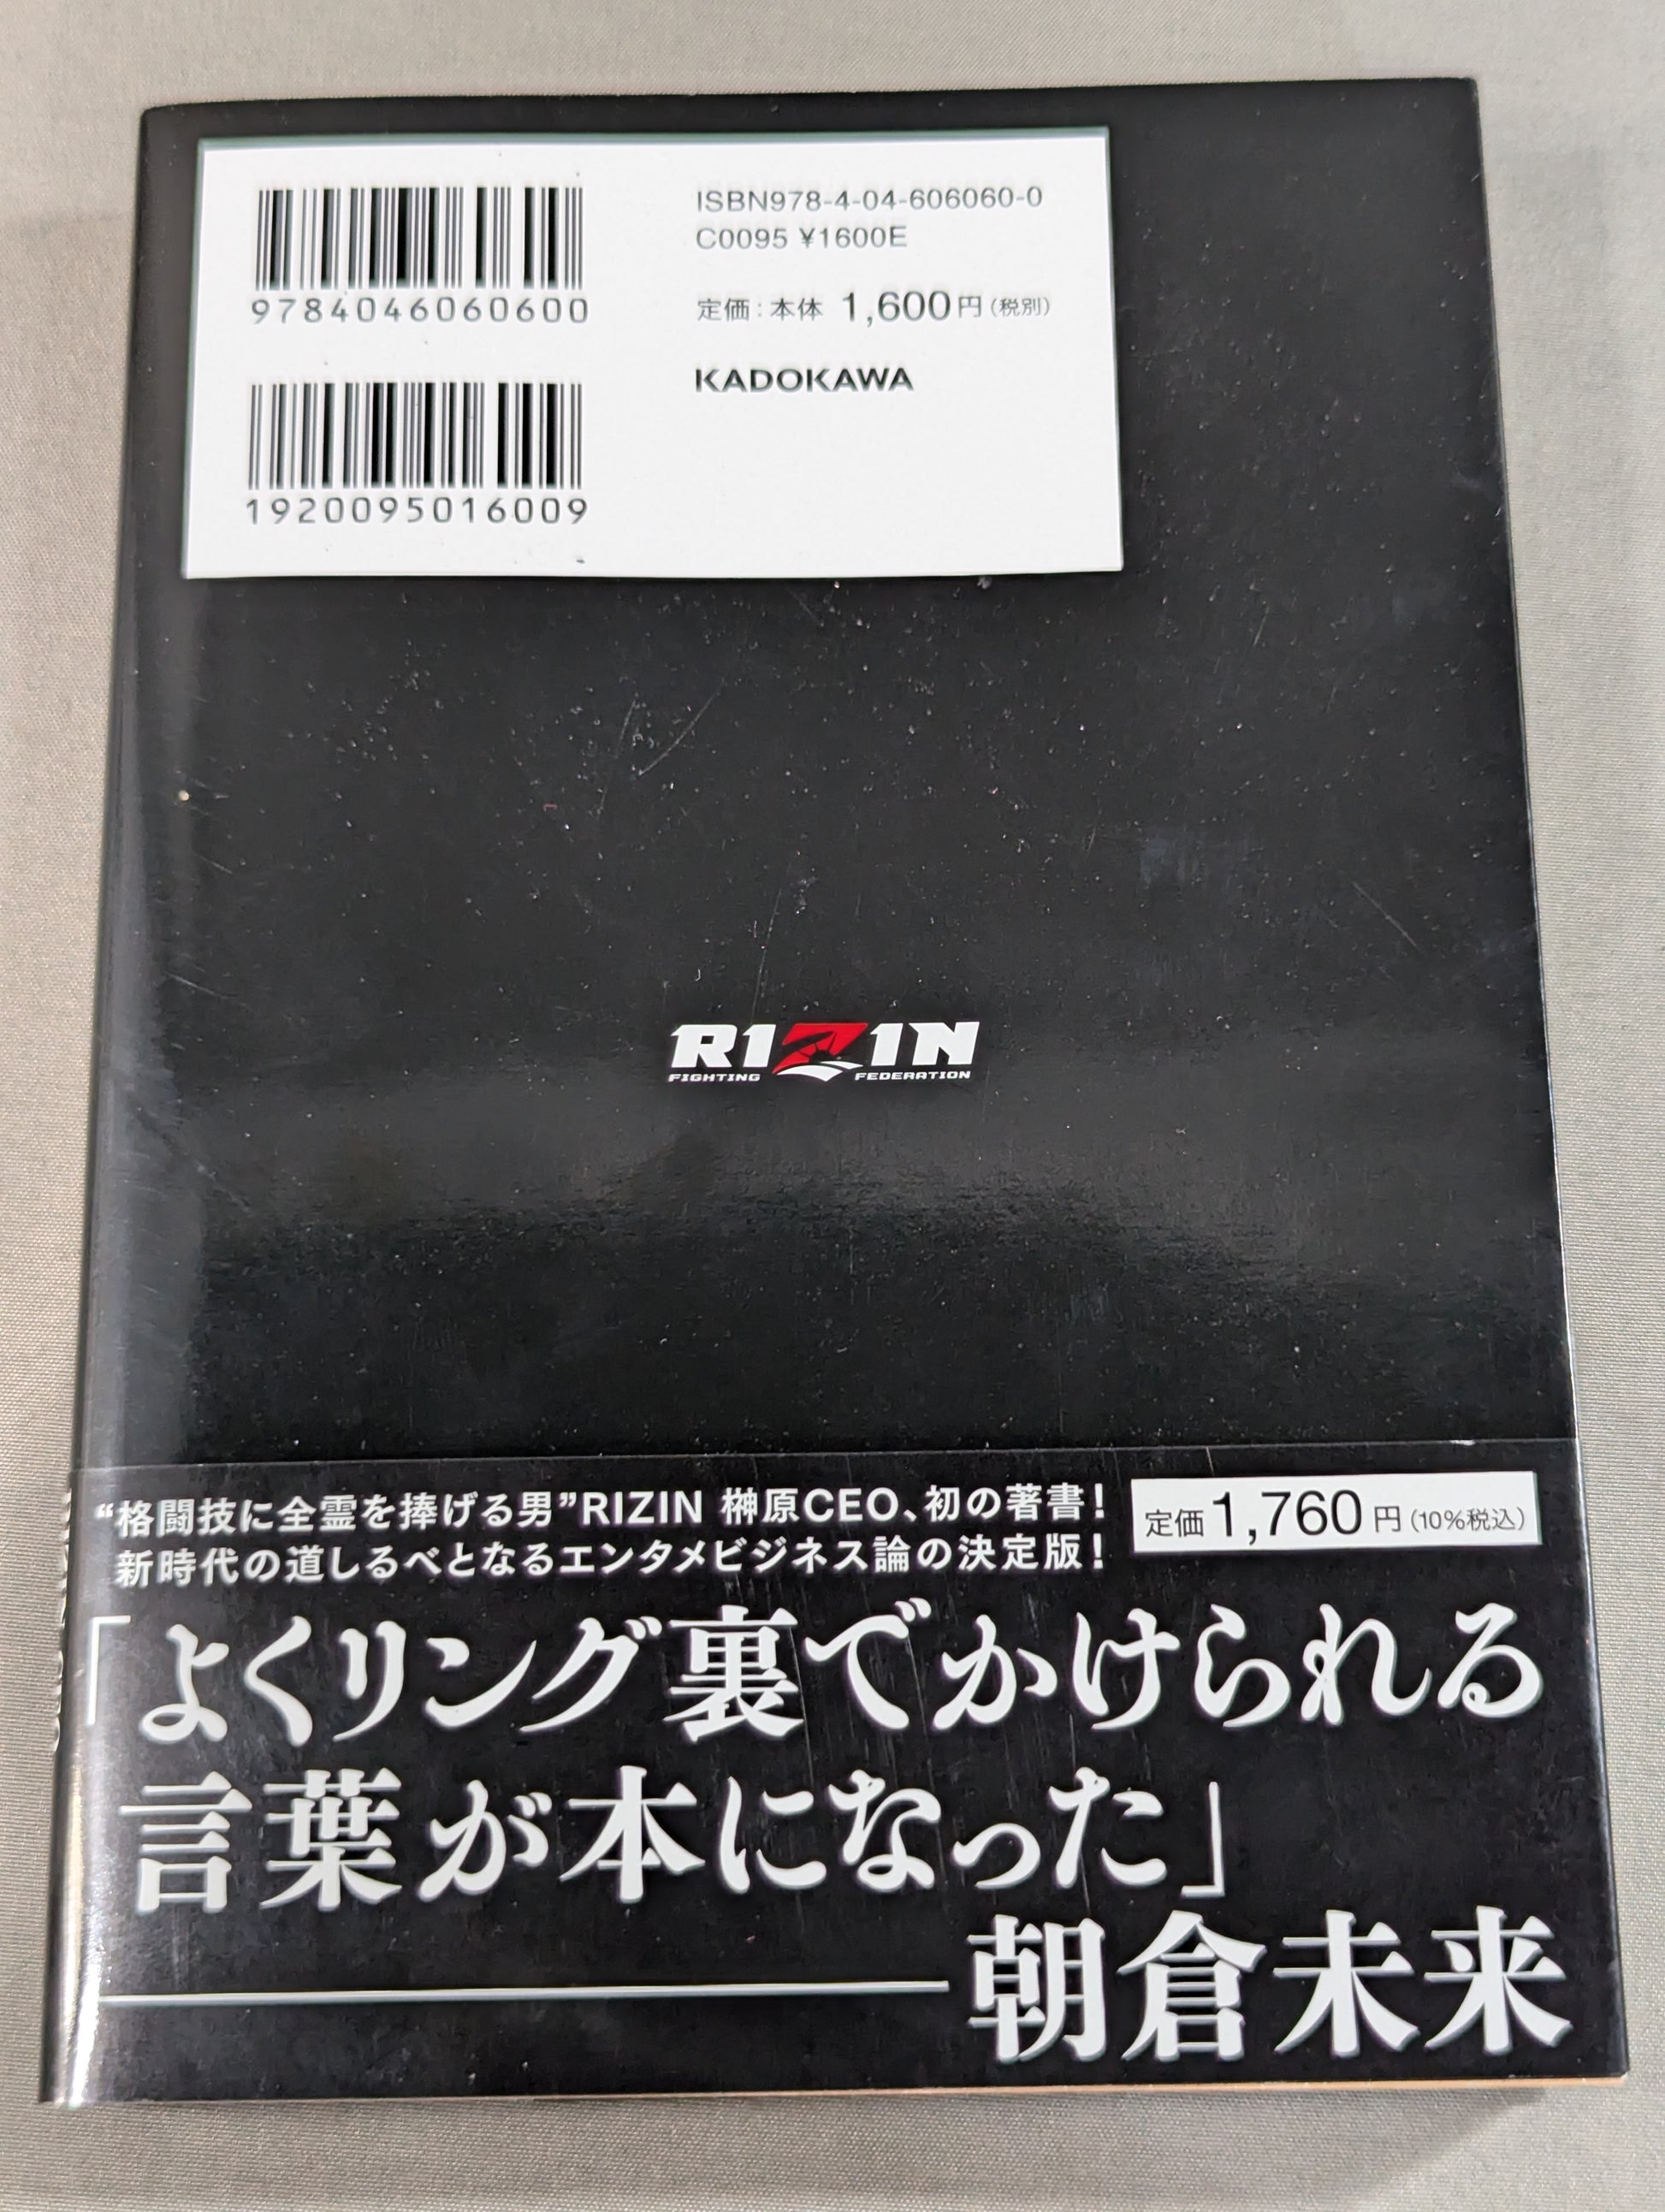 9784046060600
1920095016009
ISBN978-4-04-606060-0
C0095 ¥1600E
定価：本体 1,600円（税別）
KADOKAWA
RIZIN
FIGHTING FEDERATION
“格闘技に全霊を捧げる男”RIZIN 榊原CEO、初の著書！
新時代の道しるべとなるエンタメビジネス論の決定版！
定価1,760円（10%税込）
「よくリング裏でかけられる
言葉が本になった」
朝倉未来